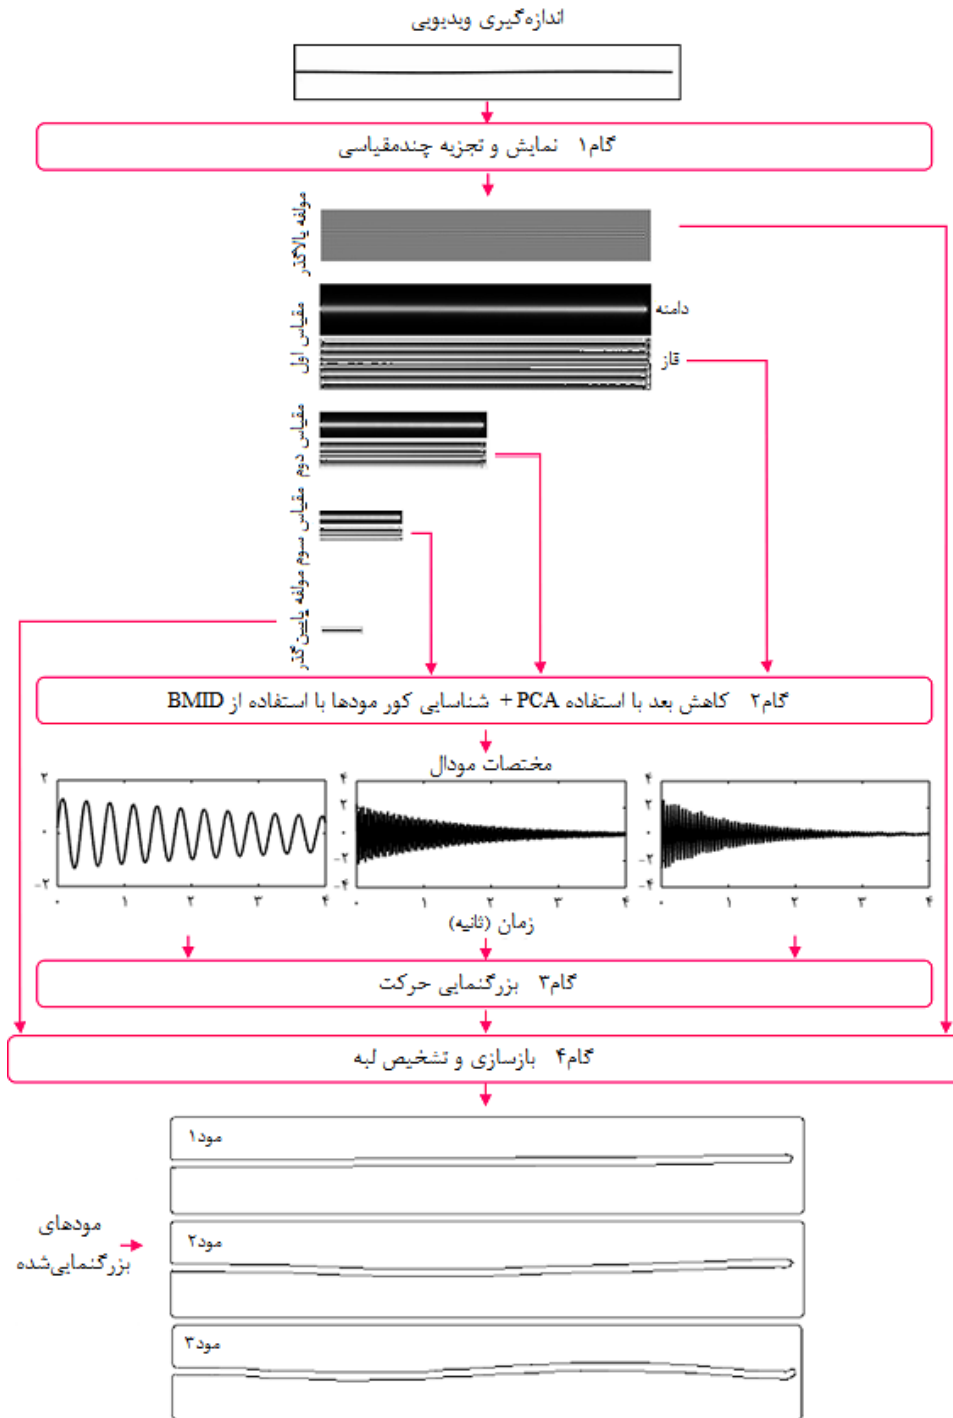 اندازه‌گیری ویدیویی
گام۱ نمایش و تجزیه چندمقیاسی
مولفه بالاگذر
مقیاس اول
دامنه
قاز
مقیاس دوم
مقیاس سوم
مولفه پایین‌گذر
گام۲ کاهش بعد با استفاده PCA + شناسایی کور مودها با استفاده از BMID
مختصات مودال
۲
۰
−۲
۰ ۱ ۲ ۳ ۴
۴
۲
۰
−۲
−۴
۰ ۱ ۲ ۳ ۴
۴
۲
۰
−۲
−۴
۰ ۱ ۲ ۳ ۴
زمان (ثانیه)
گام۳ بزرگنمایی حرکت
گام۴ بازسازی و تشخیص لبه
مود۱
مود۲
مود۳
مودهای
بزرگنمایی‌شده